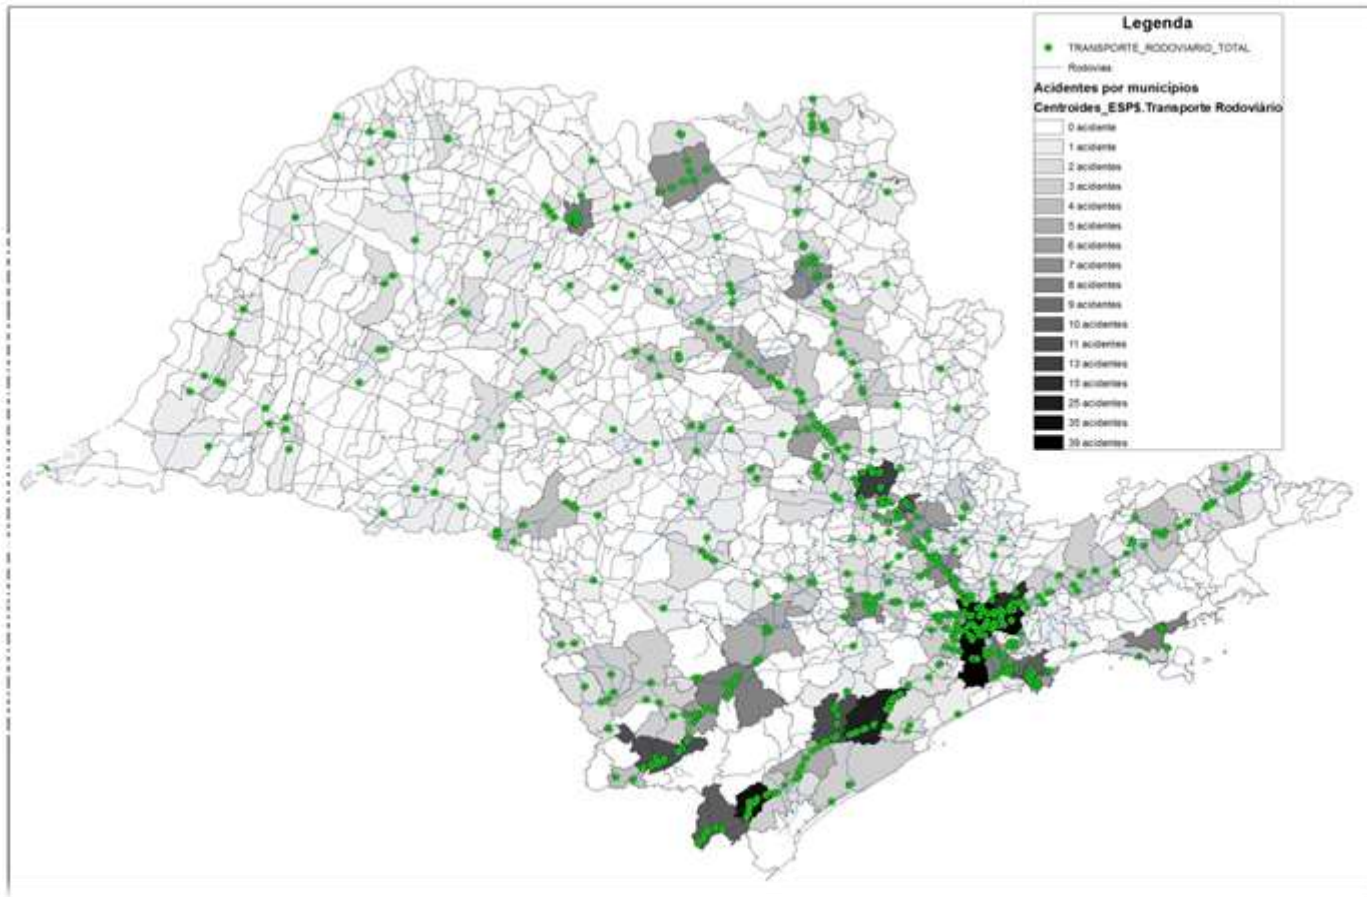 Legenda
TRANSPORTE_RODOVIARIO_TOTAL
Rodovias
Acidentes por municípios
Centroides_ESP$.Transporte Rodoviário
0 acidente
1 acidente
2 acidentes
3 acidentes
4 acidentes
5 acidentes
6 acidentes
7 acidentes
8 acidentes
9 acidentes
10 acidentes
11 acidentes
13 acidentes
15 acidentes
25 acidentes
35 acidentes
39 acidentes